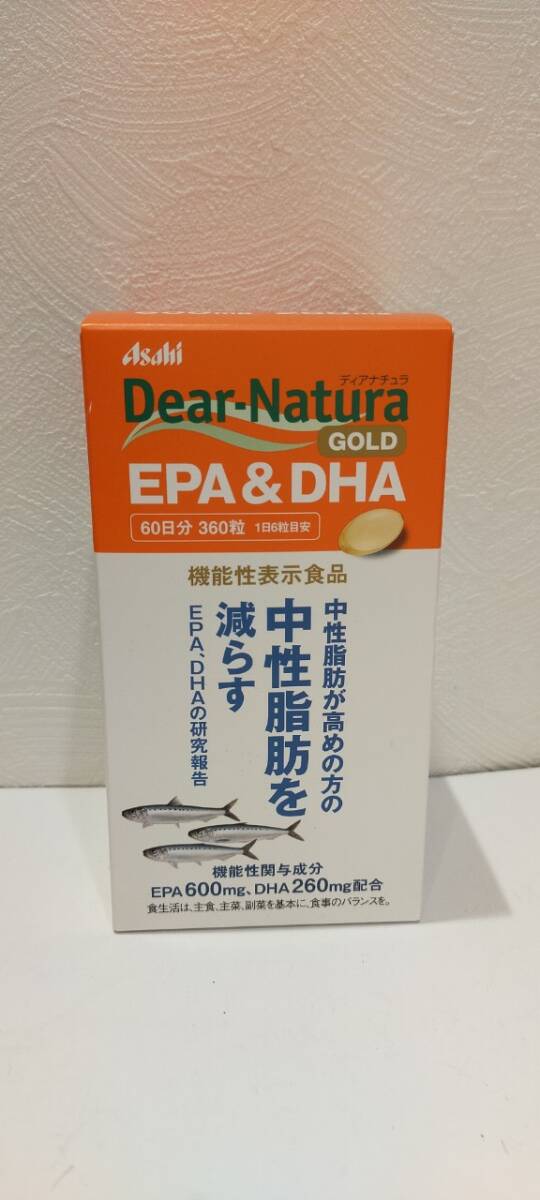 Asahi
ディアナチュラ
Dear-Natura
GOLD
EPA & DHA
60日分 360粒 1日6粒目安
機能性表示食品
中性脂肪が高めの方の
中性脂肪を
減らす
EPA、DHAの研究報告
機能性関与成分
EPA600mg、DHA260mg配合
食生活は、主食、主菜、副菜を基本に、食事のバランスを。